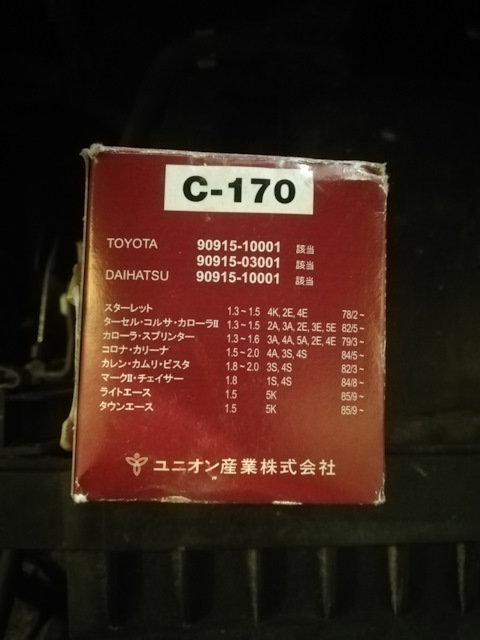 C-170
TOYOTA 90915-10001 該当
90915-03001 該当
DAIHATSU 90915-10001 該当
スターレット 1.3~1.5 4K, 2E, 4E 78/2~
ターセル・コルサ・カローラII 1.3~1.5 2A, 3A, 2E, 3E, 5E 82/5~
カローラ・スプリンター 1.3~1.6 3A, 4A, 5A, 2E, 4E 79/3~
コロナ・カリーナ 1.5~2.0 4A, 3S, 4S 84/5~
カレン・カムリ・ビスタ 1.8~2.0 3S, 4S 82/3~
マークII・チェイサー 1.8 1S, 4S 84/8~
ライトエース 1.5 5K 85/9~
タウンエース 1.5 5K 85/9~
ユニオン産業株式会社